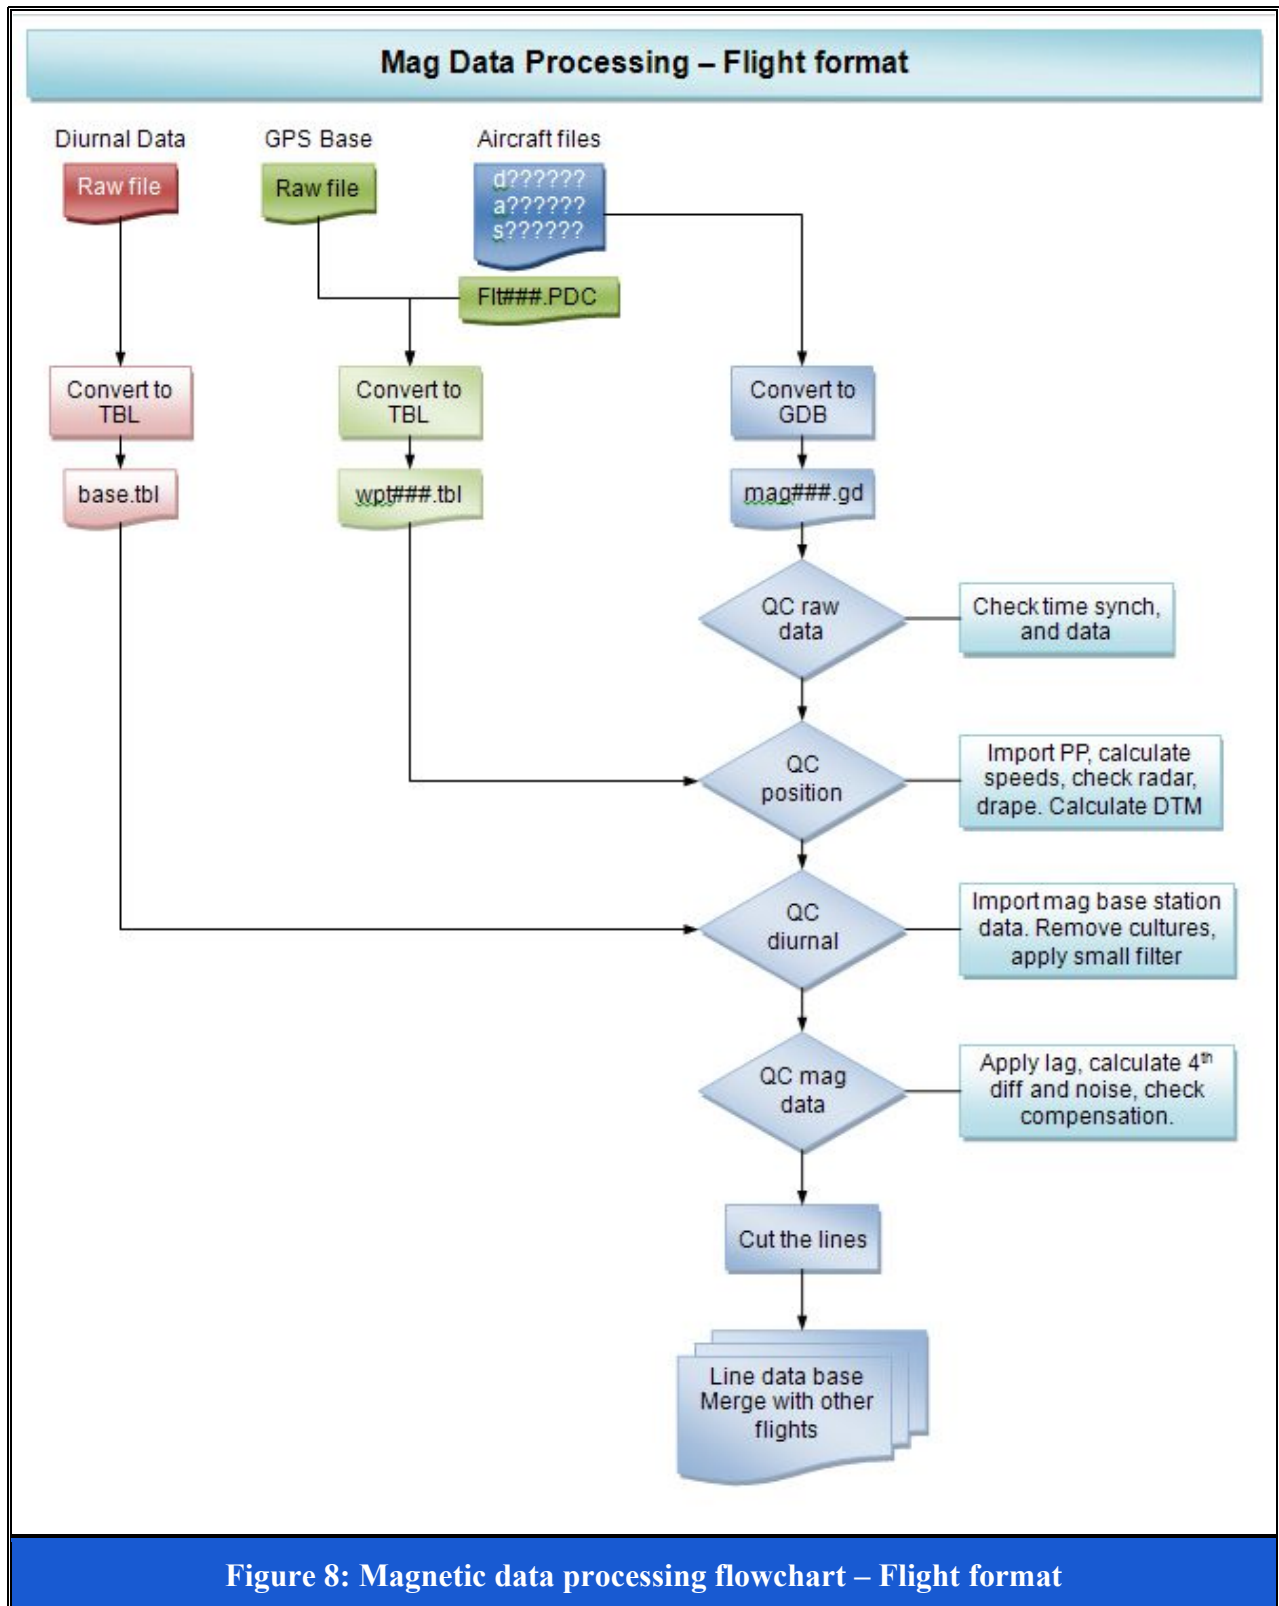 Mag Data Processing – Flight format
Diurnal Data
GPS Base
Aircraft files
Raw file
Raw file
d??????
a??????
s??????
Flt###.PDC
Convert to
TBL
Convert to
TBL
Convert to
GDB
base.tbl
wpt###.tbl
mag###.gd
QC raw
data
Check time synch,
and data
QC
position
Import PP, calculate
speeds, check radar,
drape. Calculate DTM
QC
diurnal
Import mag base station
data. Remove cultures,
apply small filter
QC mag
data
Apply lag, calculate 4th
diff and noise, check
compensation.
Cut the lines
Line data base
Merge with other
flights
Figure 8: Magnetic data processing flowchart – Flight format